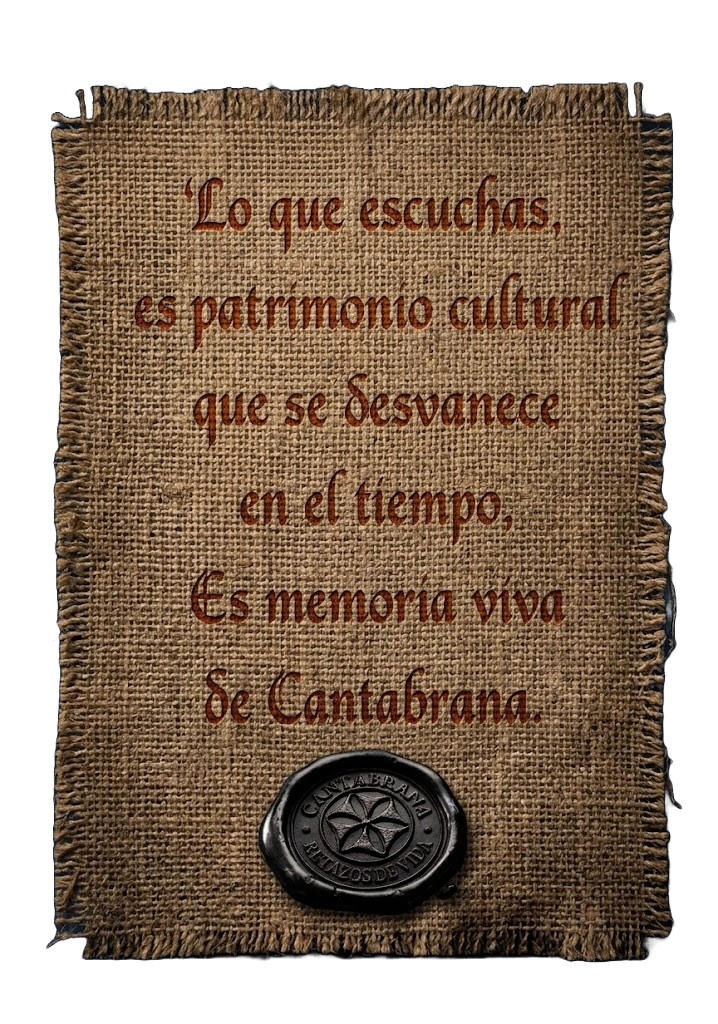 ‘Lo que escuchas,
es patrimonio cultural
que se desvanece
en el tiempo,
Es memoria viva
de Cantabrana.’
CANTABRANA
RETAZOS DE VIDA